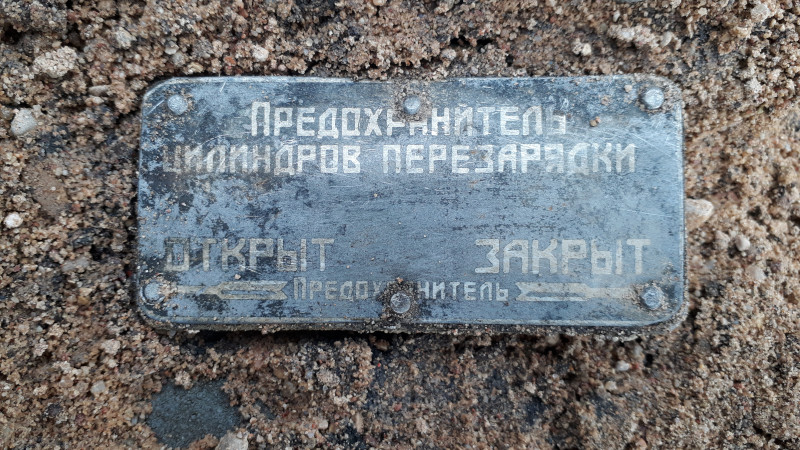 ПРЕДОХРАНИТЕЛЬ
ЦИЛИНДРОВ ПЕРЕЗАРЯДКИ
ОТКРЫТ ЗАКРЫТ
ПРЕДОХРАНИТЕЛЬ